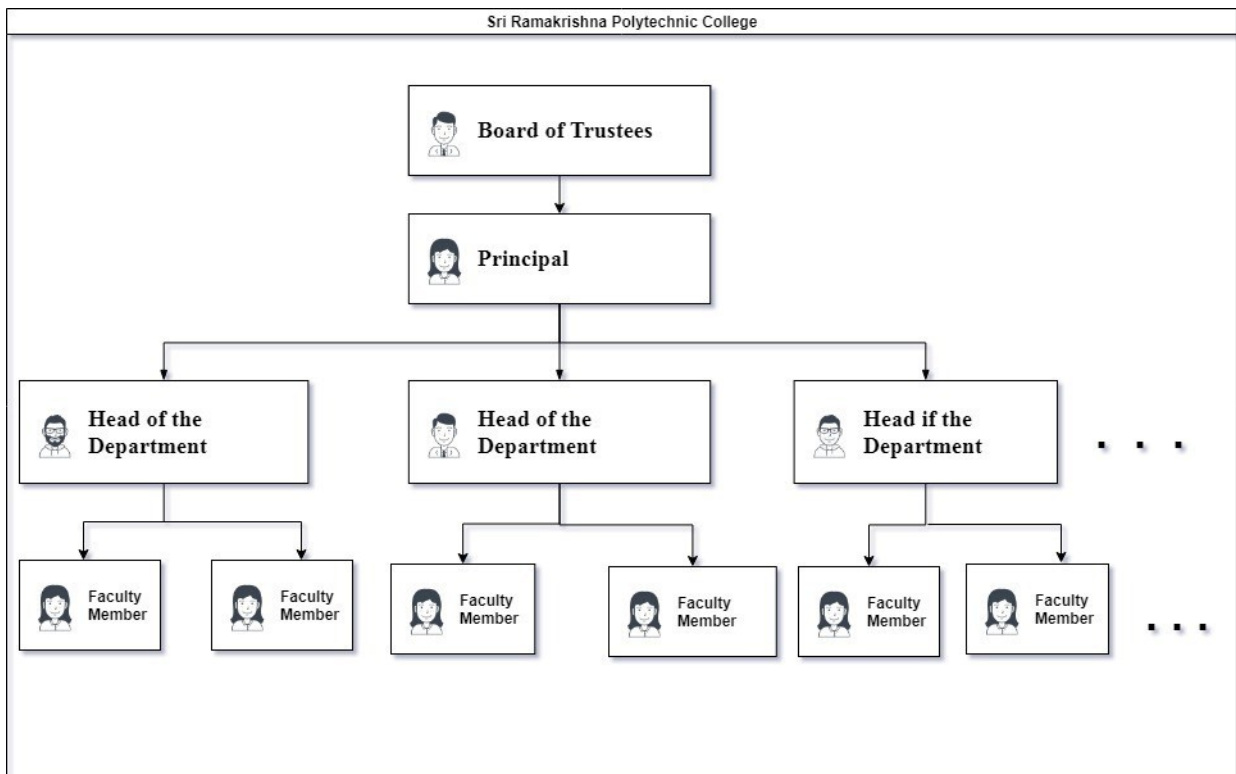 Sri Ramakrishna Polytechnic College
Board of Trustees
Principal
Head of the
Department
Head of the
Department
Head if the
Department
. . .
Faculty
Member
Faculty
Member
Faculty
Member
Faculty
Member
Faculty
Member
Faculty
Member
. . .